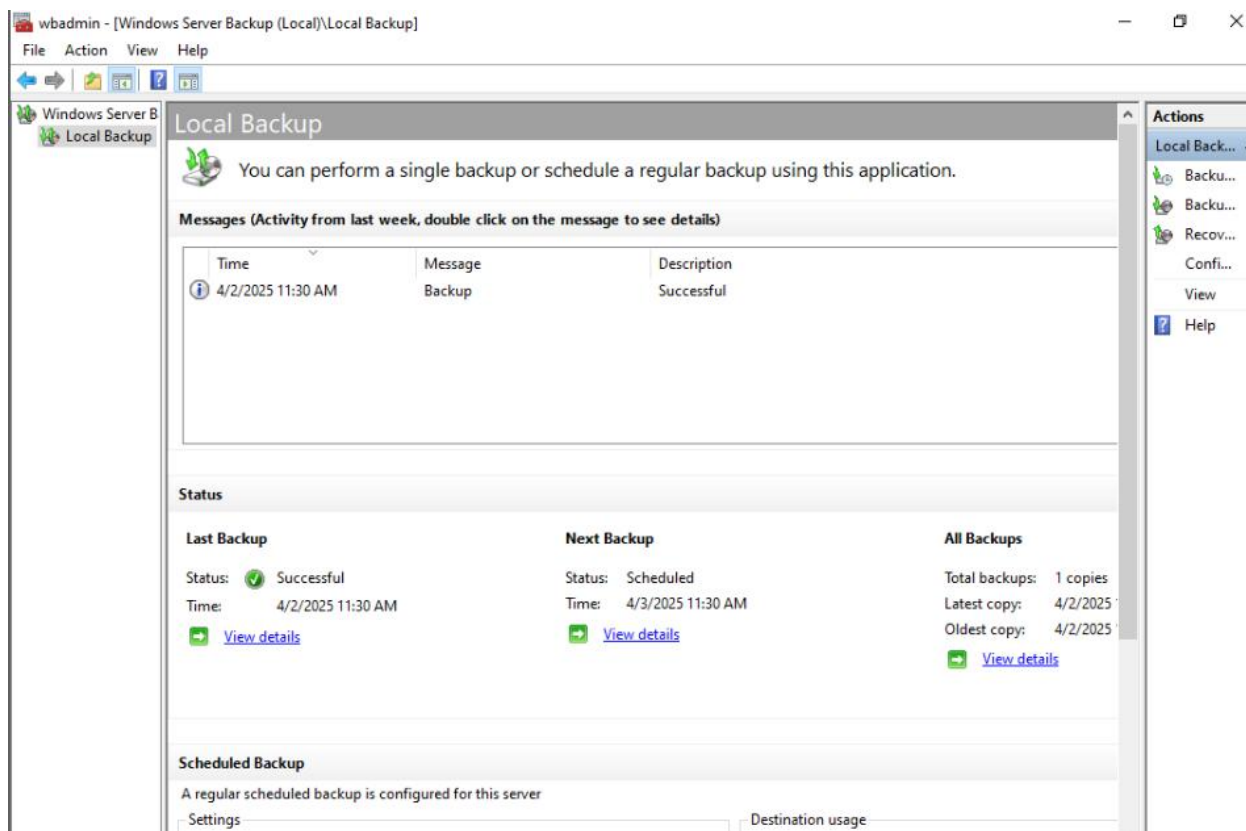 wbadmin - [Windows Server Backup (Local)\Local Backup]
File Action View Help
Windows Server B
Local Backup
Local Backup
You can perform a single backup or schedule a regular backup using this application.
Messages (Activity from last week, double click on the message to see details)
Time Message Description
4/2/2025 11:30 AM Backup Successful
Status
Last Backup
Status: Successful
Time: 4/2/2025 11:30 AM
View details
Next Backup
Status: Scheduled
Time: 4/3/2025 11:30 AM
View details
All Backups
Total backups: 1 copies
Latest copy: 4/2/2025
Oldest copy: 4/2/2025
View details
Scheduled Backup
A regular scheduled backup is configured for this server
Settings
Destination usage
Actions
Local Back...
Backu...
Backu...
Recov...
Confi...
View
Help